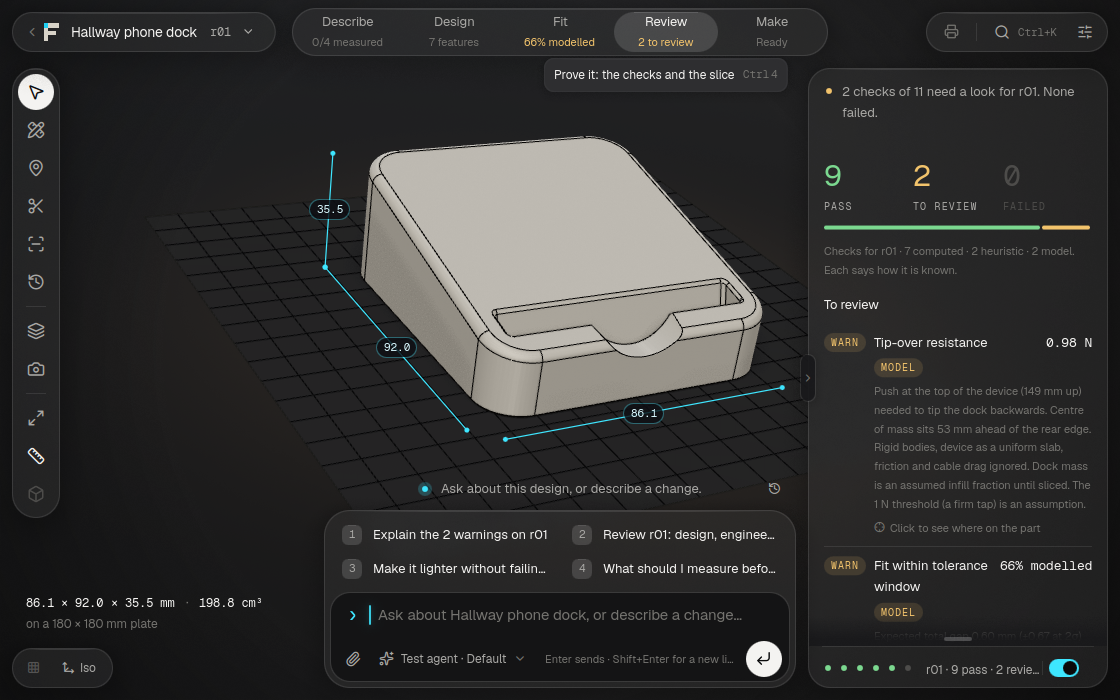 Hallway phone dock r01
Describe
0/4 measured
Design
7 features
Fit
66% modelled
Review
2 to review
Make
Ready
Ctrl+K
Prove it: the checks and the slice Ctrl 4
2 checks of 11 need a look for r01. None
failed.
9
PASS
2
TO REVIEW
0
FAILED
Checks for r01 · 7 computed · 2 heuristic · 2 model.
Each says how it is known.
To review
WARN Tip-over resistance 0.98 N
MODEL
Push at the top of the device (149 mm up)
needed to tip the dock backwards. Centre
of mass sits 53 mm ahead of the rear edge.
Rigid bodies, device as a uniform slab,
friction and cable drag ignored. Dock mass
is an assumed infill fraction until sliced. The
1 N threshold (a firm tap) is an assumption.
Click to see where on the part
WARN Fit within tolerance 66% modelled
window
MODEL
r01 · 9 pass · 2 revie…
35.5
92.0
86.1
Ask about this design, or describe a change.
1 Explain the 2 warnings on r01
2 Review r01: design, enginee…
3 Make it lighter without failin…
4 What should I measure befo…
Ask about Hallway phone dock, or describe a change…
Test agent · Default
Enter sends · Shift+Enter for a new li…
86.1 × 92.0 × 35.5 mm · 198.8 cm³
on a 180 × 180 mm plate
Iso